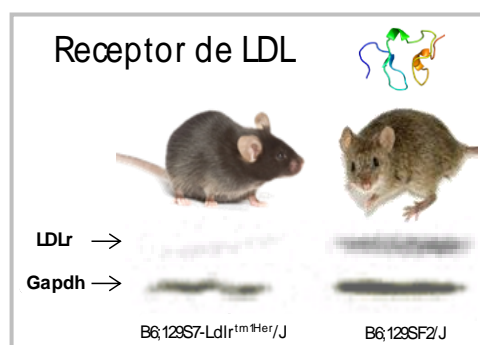 Receptor de LDL
LDLr
Gapdh
B6;129S7-Ldlr^tm1Her/J
B6;129SF2/J